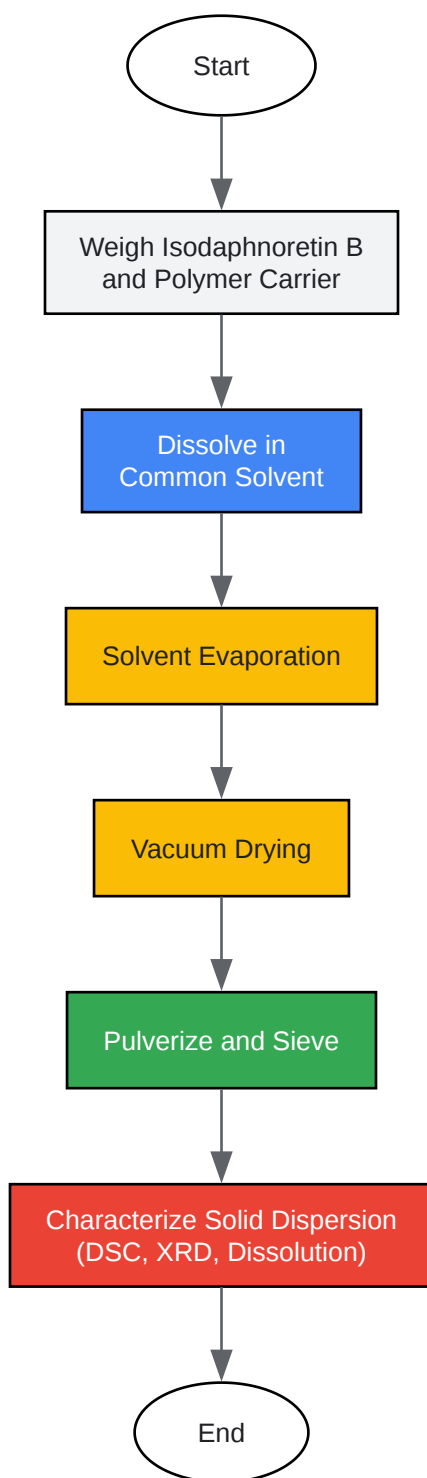 Start
Weigh Isodaphnoretin B
and Polymer Carrier
Dissolve in
Common Solvent
Solvent Evaporation
Vacuum Drying
Pulverize and Sieve
Characterize Solid Dispersion
(DSC, XRD, Dissolution)
End